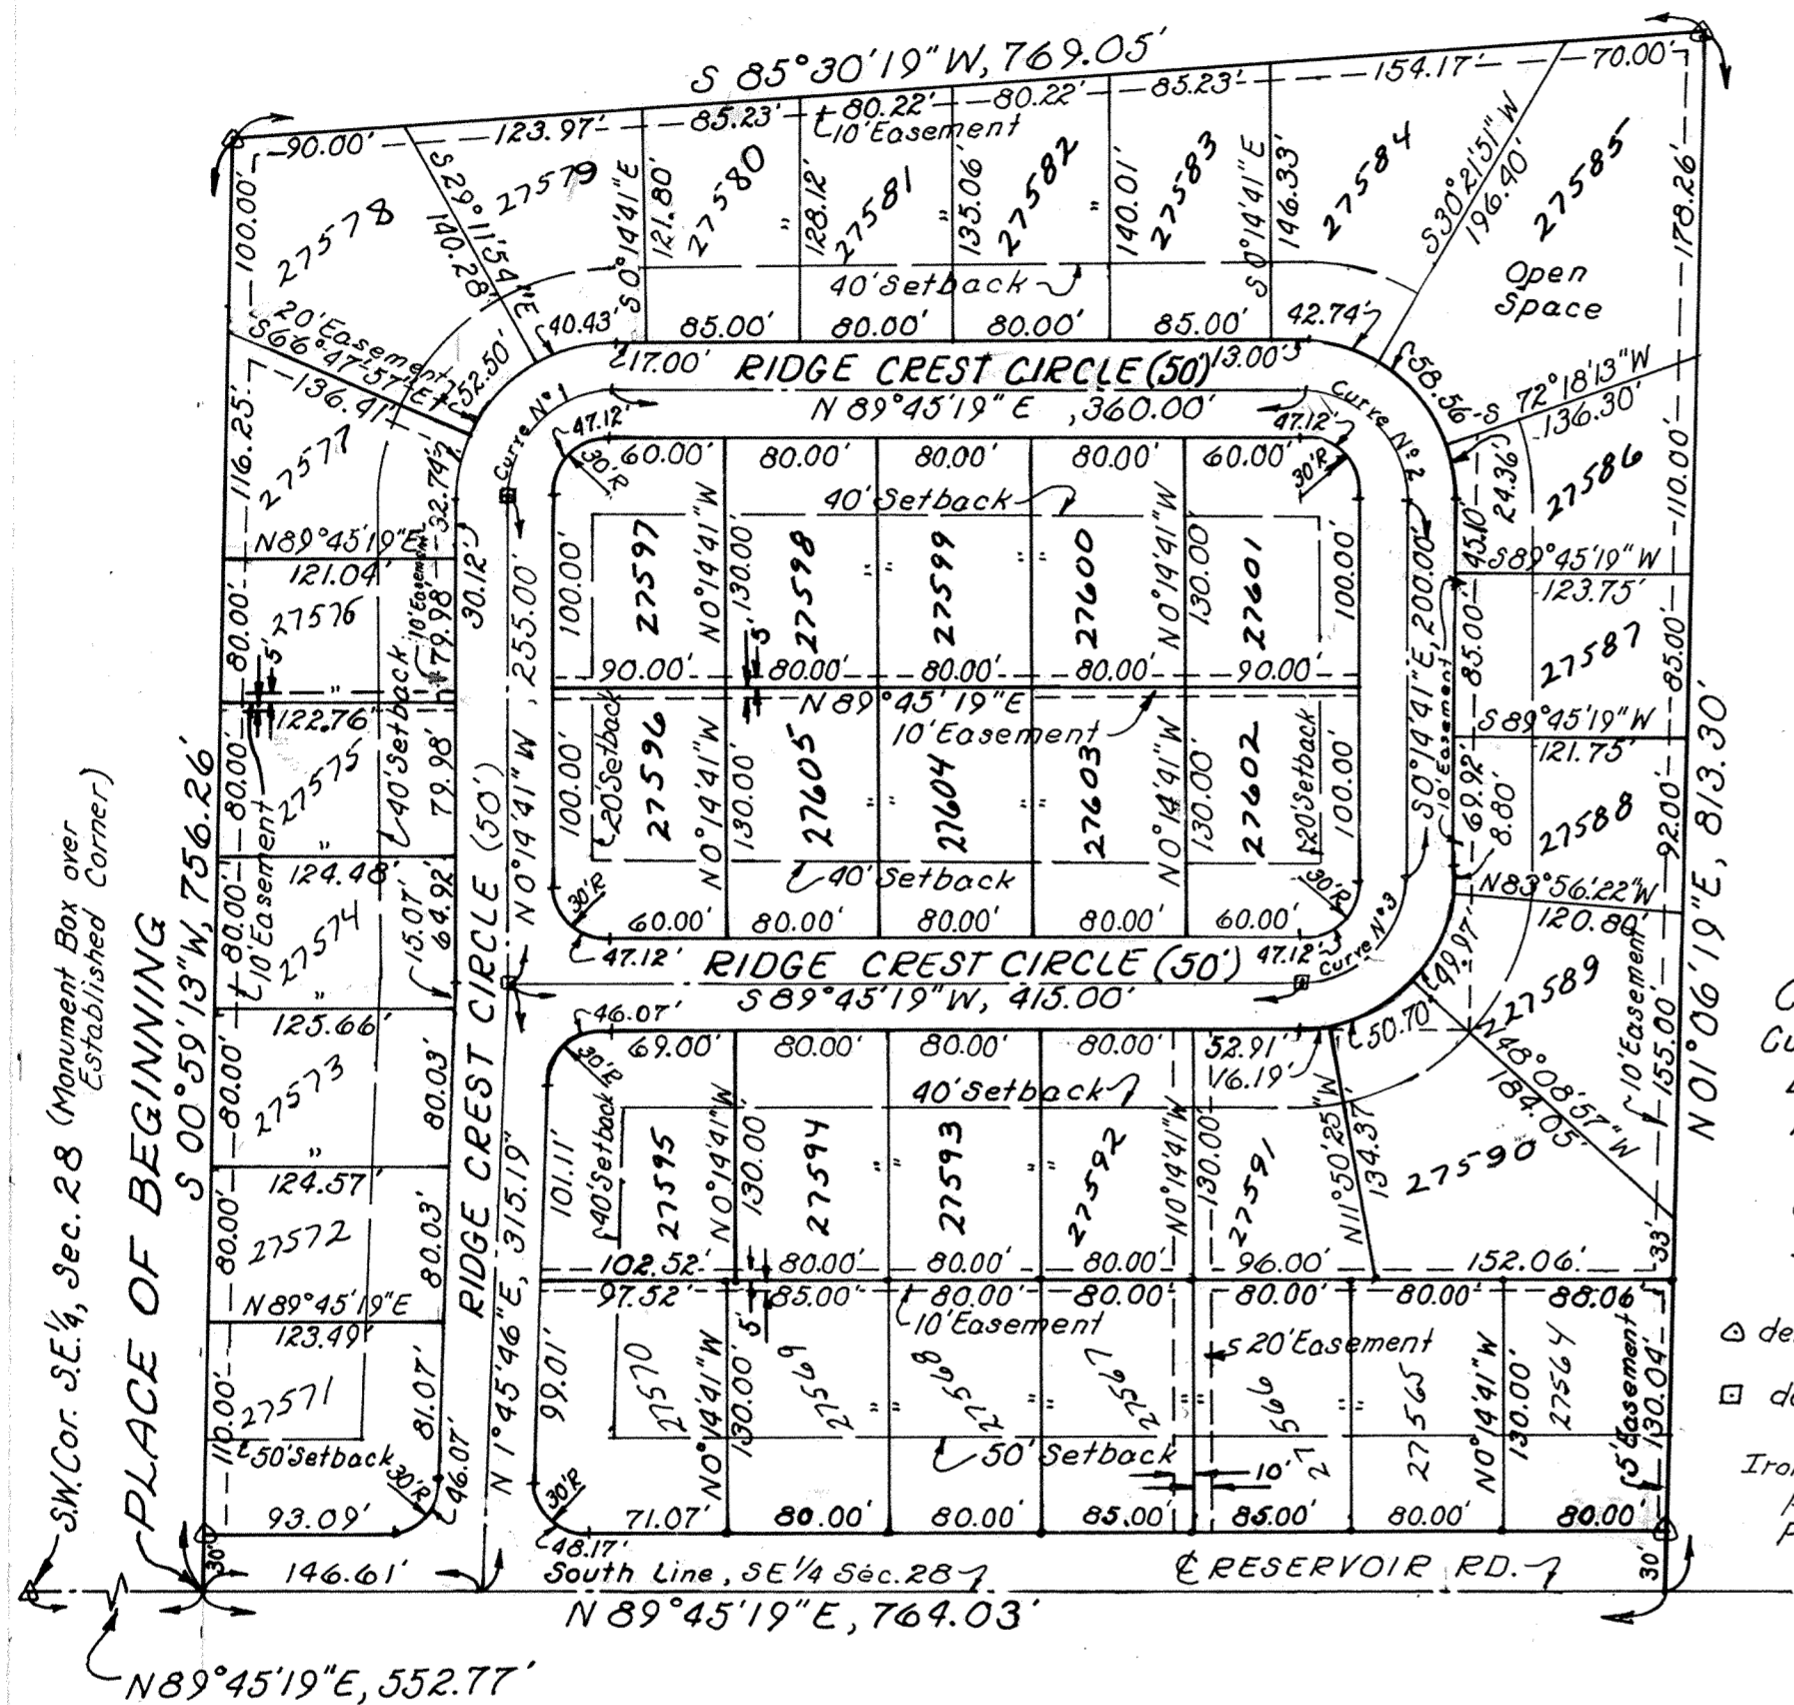 S 85°30'19"W, 769.05'
90.00'
123.97'
85.23'
80.22'
80.22'
85.23'
154.17'
70.00'
10' Easement
100.00'
27578
S 29°11'54"E
140.28'
27579
S 0°14'41"E
121.80'
27580
"
128.12'
27581
"
135.06'
27582
"
140.01'
27583
S 0°14'41"E
146.33'
27584
S 30°21'51"W
196.40'
27585
178.26'
Open
Space
20' Easement
S 66°47'57"E
136.41'
52.50'
40.43'
40' Setback
85.00'
80.00'
80.00'
85.00'
42.74'
17.00'
RIDGE CREST CIRCLE (50')
13.00'
N 89°45'19" E , 360.00'
58.56'
S 72°18'13"W
136.30'
Curve Nº 1
Curve Nº 2
47.12'
47.12'
30'R
30'R
60.00'
80.00'
80.00'
80.00'
60.00'
40' Setback
116.25'
27577
32.74'
30.12'
24.36'
27586
110.00'
45.10'
N 89°45'19"E
121.04'
10' Easement
S 89°45'19" W
123.75'
100.00'
27597
N 0°14'41"W
130.00'
27598
" "
27599
" "
27600
N 0°14'41"W
130.00'
27601
100.00'
80.00'
27576
79.98'
N 0°14'41"W , 255.00'
S 0°14'41"E, 200.00'
85.00'
27587
85.00'
5'
"
5'
90.00'
80.00'
80.00'
80.00'
90.00'
N 89°45'19"E
10' Easement
10' Easement
S 89°45'19"W
121.75'
122.76'
40' Setback
80.00'
27575
79.98'
10' Easement
100.00'
20' Setback
27596
N 0°14'41"W
130.00'
27605
" "
27604
" "
27603
N 0°14'41"W
130.00'
27602
20' Setback
100.00'
69.92'
8.80'
27588
92.00'
40' Setback
"
124.48'
80.00'
27574
15.07'
64.92'
N 83°56'22"W
120.80'
30'R
30'R
60.00'
80.00'
80.00'
80.00'
60.00'
47.12'
47.12'
Curve Nº 3
RIDGE CREST CIRCLE (50')
S 89°45'19"W, 415.00'
49.97'
27589
10' Easement
155.00'
"
125.66'
46.07'
30'R
69.00'
80.00'
80.00'
80.00'
52.91'
16.19'
50.70'
N 48°08'57"W
184.05'
80.00'
27573
80.03'
RIDGE CREST CIRCLE (50')
40' Setback
101.11'
40' Setback
27595
N 0°14'41"W
130.00'
27594
" "
27593
" "
27592
N 0°14'41"W
130.00'
27591
N 11°50'25"W
134.37'
27590
33'
"
124.57'
80.00'
27572
80.03'
102.52'
80.00'
80.00'
80.00'
96.00'
152.06'
N 89°45'19"E
123.49'
97.52'
85.00'
80.00'
80.00'
80.00'
80.00'
88.06'
5'
10' Easement
20' Easement
110.00'
27571
81.07'
50' Setback
30'R
46.07'
N 1°45'46"E, 315.19'
99.01'
27570
N 0°14'41"W
130.00'
27569
" "
27568
" "
27567
" "
27566
" "
27565
N 0°14'41"W
130.00'
27564
5' Easement
130.04'
50' Setback
10'
30'R
93.09'
71.07'
80.00'
80.00'
85.00'
85.00'
80.00'
80.00'
48.17'
30'
146.61'
South Line, SE 1/4 Sec. 28
℄ RESERVOIR RD.
30'
N 89°45'19"E, 764.03'
N 89°45'19"E, 552.77'
S.W. Cor. S.E. 1/4, Sec. 28 (Monument Box over
Established Corner)
PLACE OF BEGINNING
S 00°59'13"W, 756.26'
N 01°06'19"E, 813.30'
Cu
de
Iron